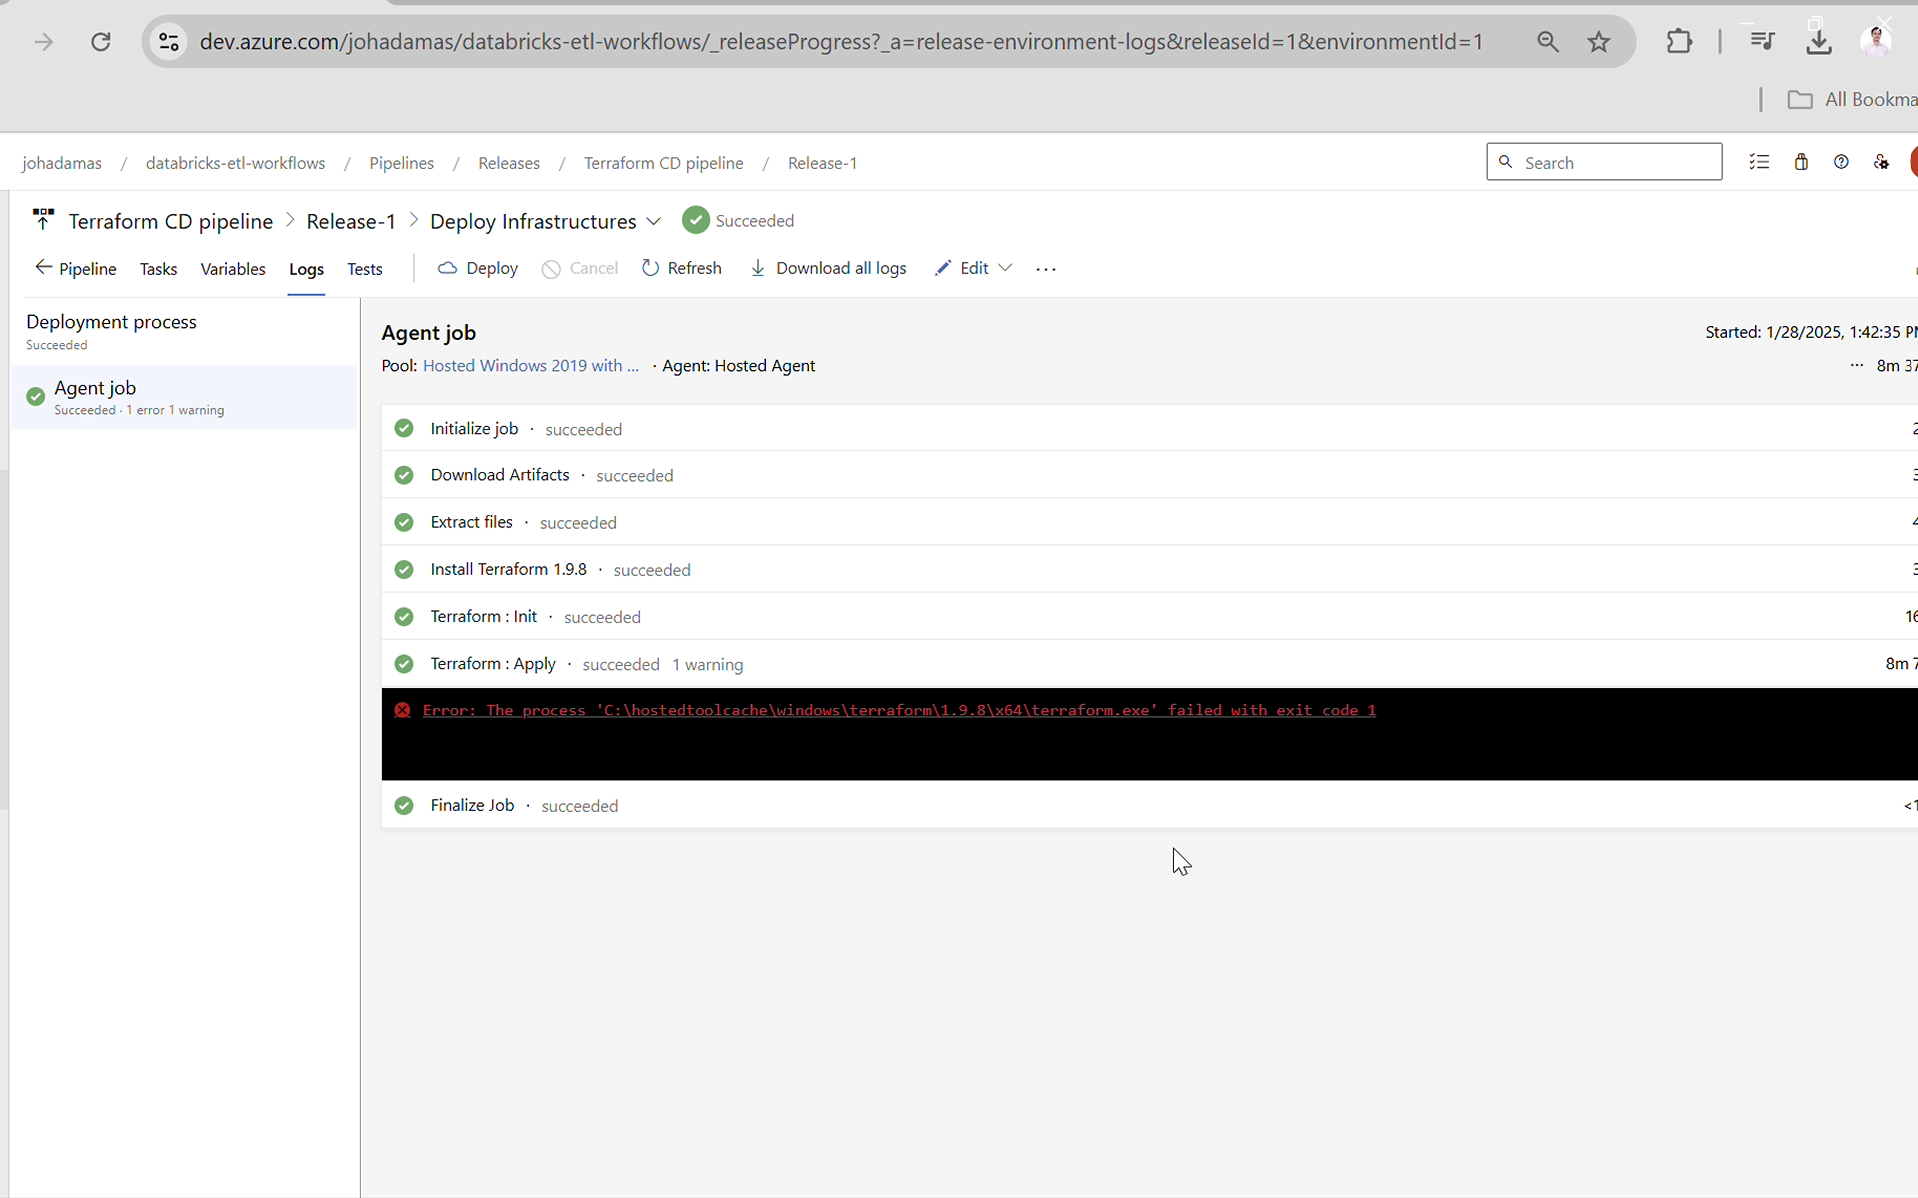 dev.azure.com/johadamas/databricks-etl-workflows/_releaseProgress?_a=release-environment-logs&releaseId=1&environmentId=1
All Bookma
johadamas / databricks-etl-workflows / Pipelines / Releases / Terraform CD pipeline / Release-1
Search
Terraform CD pipeline > Release-1 > Deploy Infrastructures Succeeded
Pipeline Tasks Variables Logs Tests Deploy Cancel Refresh Download all logs Edit ...
Deployment process
Succeeded
Agent job
Succeeded · 1 error 1 warning
Agent job
Started: 1/28/2025, 1:42:35 PM
Pool: Hosted Windows 2019 with ... · Agent: Hosted Agent
... 8m 37
Initialize job · succeeded 2
Download Artifacts · succeeded 3
Extract files · succeeded 4
Install Terraform 1.9.8 · succeeded 3
Terraform : Init · succeeded 16
Terraform : Apply · succeeded 1 warning 8m 7
Error: The process 'C:\hostedtoolcache\windows\terraform\1.9.8\x64\terraform.exe' failed with exit code 1
Finalize Job · succeeded <1